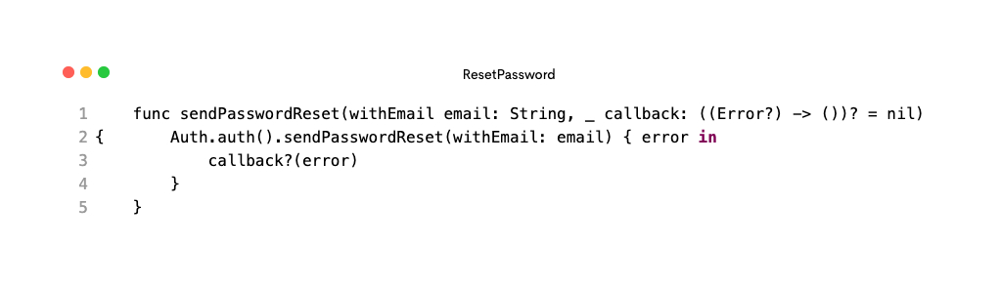 ResetPassword
1 func sendPasswordReset(withEmail email: String, _ callback: ((Error?) -> ())? = nil)
2 { Auth.auth().sendPasswordReset(withEmail: email) { error in
3 callback?(error)
4 }
5 }